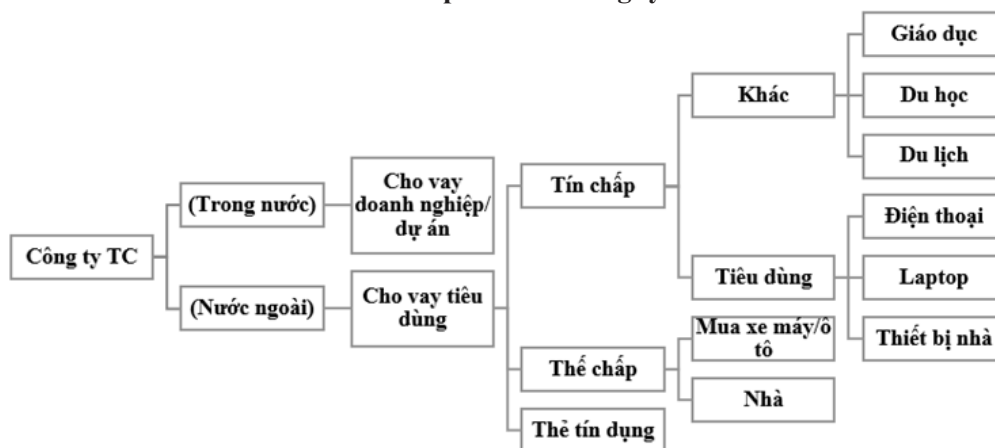 Giáo dục
Khác
Du học
Du lịch
Cho vay
doanh nghiệp/
dự án
Tín chấp
(Trong nước)
Điện thoại
Công ty TC
Tiêu dùng
Laptop
(Nước ngoài)
Cho vay tiêu
dùng
Mua xe máy/ô
tô
Thiết bị nhà
Thế chấp
Nhà
Thẻ tín dụng